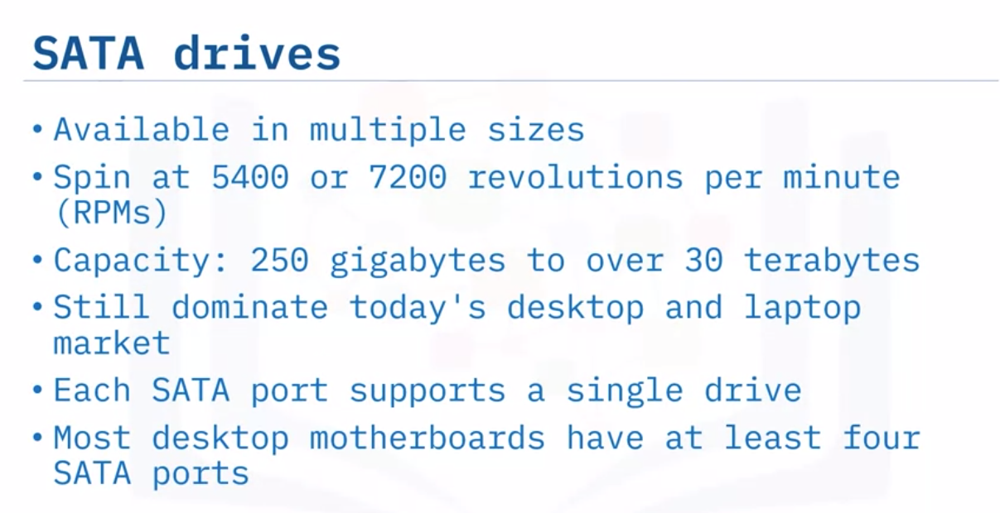 SATA drives
• Available in multiple sizes
• Spin at 5400 or 7200 revolutions per minute
(RPMs)
• Capacity: 250 gigabytes to over 30 terabytes
• Still dominate today's desktop and laptop
market
• Each SATA port supports a single drive
• Most desktop motherboards have at least four
SATA ports